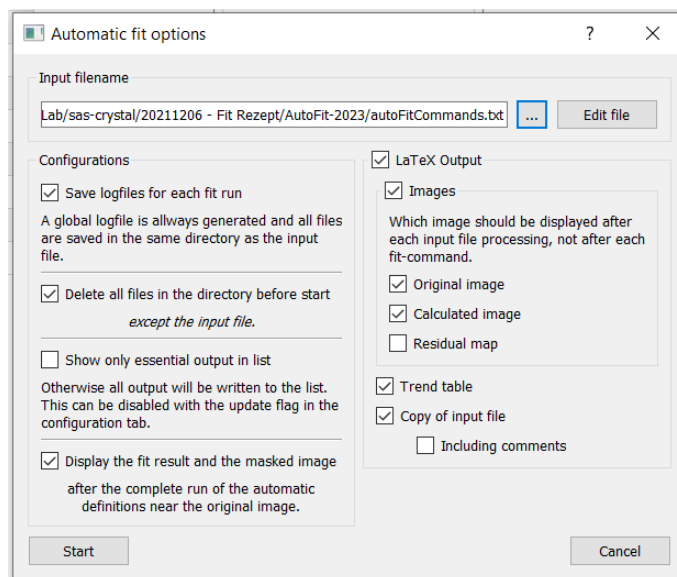 Automatic fit options
?
Input filename
Lab/sas-crystal/20211206 - Fit Rezept/AutoFit-2023/autoFitCommands.txt
...
Edit file
Configurations
Save logfiles for each fit run
A global logfile is allways generated and all files
are saved in the same directory as the input
file.
Delete all files in the directory before start
except the input file.
Show only essential output in list
Otherwise all output will be written to the list.
This can be disabled with the update flag in the
configuration tab.
Display the fit result and the masked image
after the complete run of the automatic
definitions near the original image.
LaTeX Output
Images
Which image should be displayed after
each input file processing, not after each
fit-command.
Original image
Calculated image
Residual map
Trend table
Copy of input file
Including comments
Start
Cancel